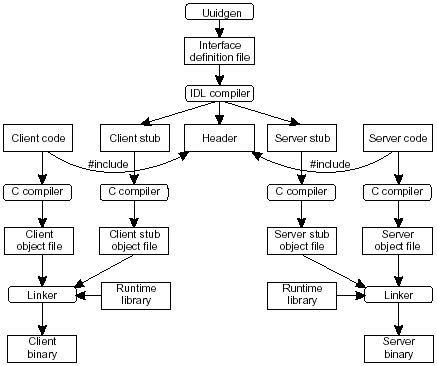 Uuidgen
Interface
definition file
IDL compiler
Client code
Client stub
Header
Server stub
Server code
#include
#include
C compiler
C compiler
C compiler
C compiler
Client
object file
Client stub
object file
Server stub
object file
Server
object file
Linker
Runtime
library
Runtime
library
Linker
Client
binary
Server
binary